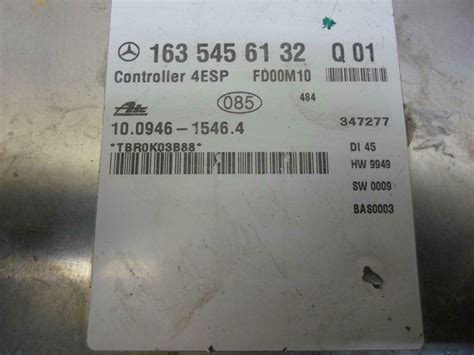 163 545 61 32 Q 01
Controller 4ESP FD00M10
085 484
Ate
10.0946-1546.4 347277
*TBR0K03B88* DI 45
HW 9949
SW 0009
BAS0003